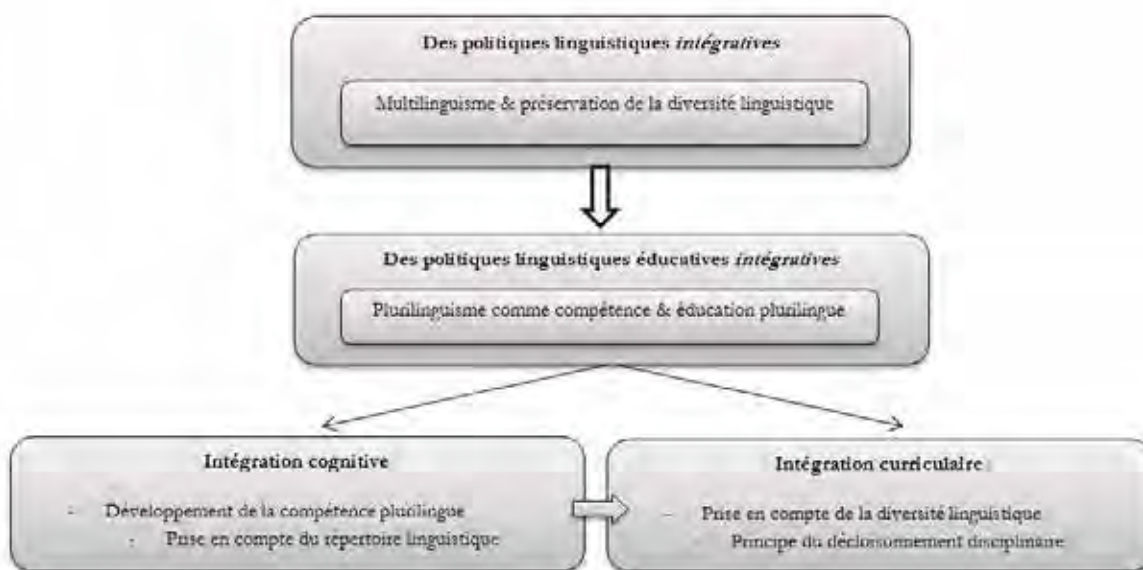 Des politiques linguistiques intégratives
Multilinguisme & préservation de la diversité linguistique
Des politiques linguistiques éducatives intégratives
Plurilinguisme comme compétence & éducation plurilingue
Intégration cognitive
- Développement de la compétence plurilingue
- Prise en compte du répertoire linguistique
Intégration curriculaire
- Prise en compte de la diversité linguistique
Principe du décloisonnement disciplinaire